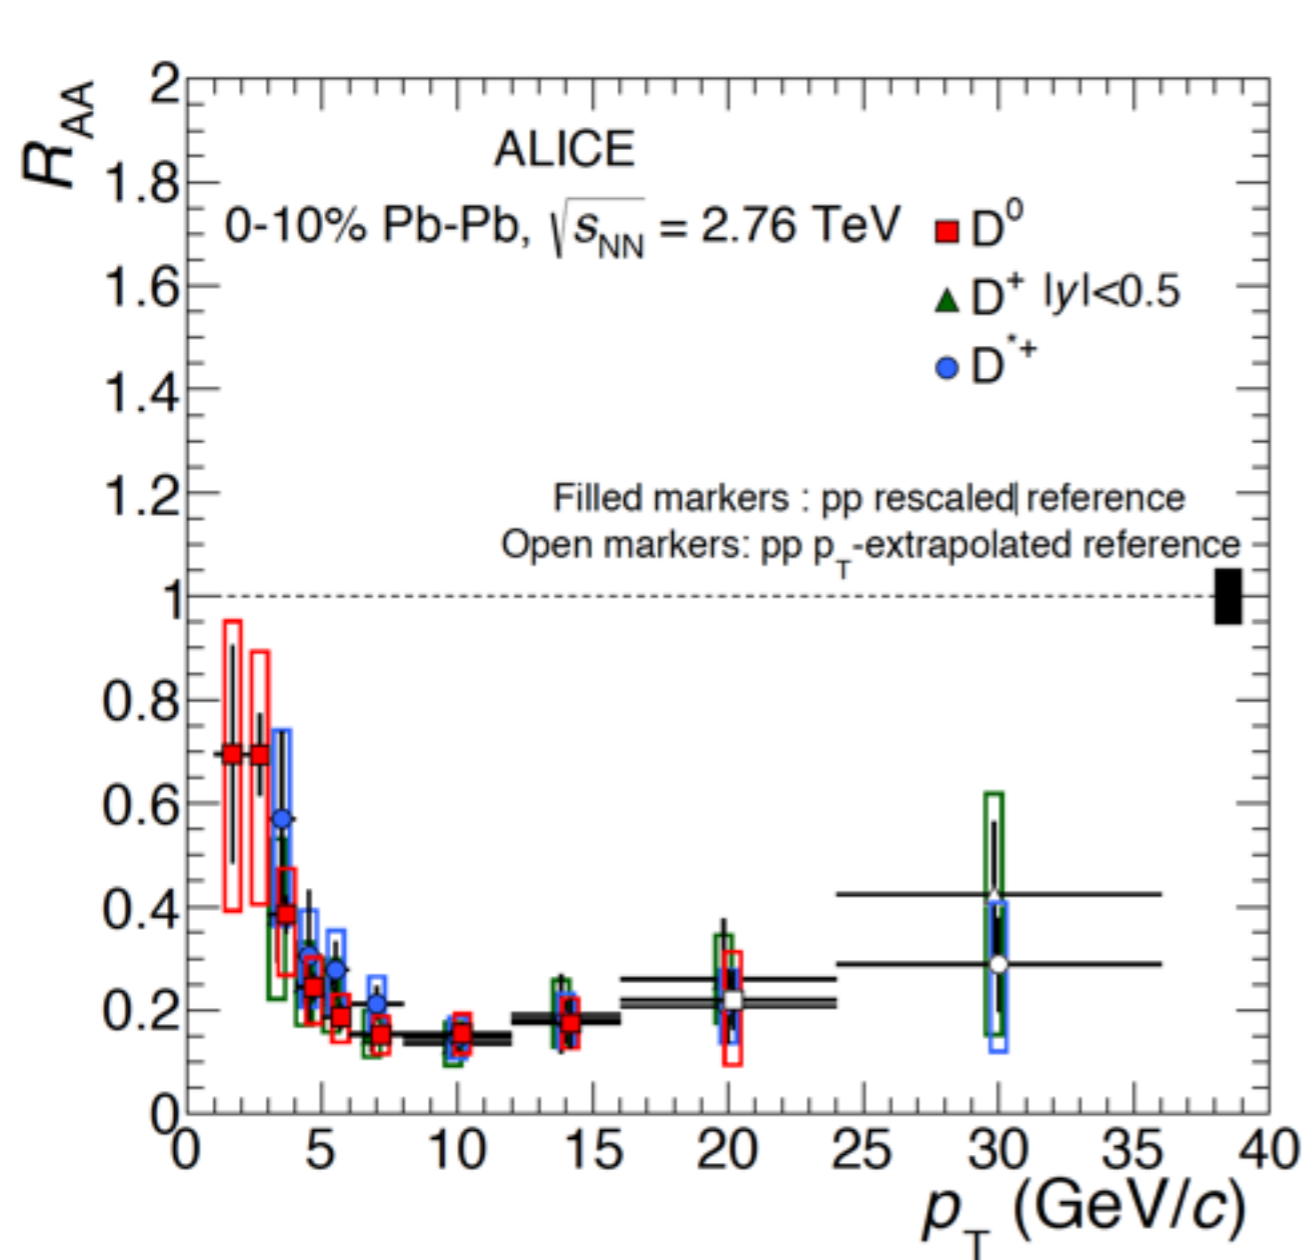 R_AA
2
1.8
1.6
1.4
1.2
1
0.8
0.6
0.4
0.2
0
ALICE
0-10% Pb-Pb, √s_NN = 2.76 TeV
D⁰
D⁺ |y|<0.5
D*⁺
Filled markers : pp rescaled| reference
Open markers: pp p_T-extrapolated reference
0 5 10 15 20 25 30 35 40
p_T (GeV/c)